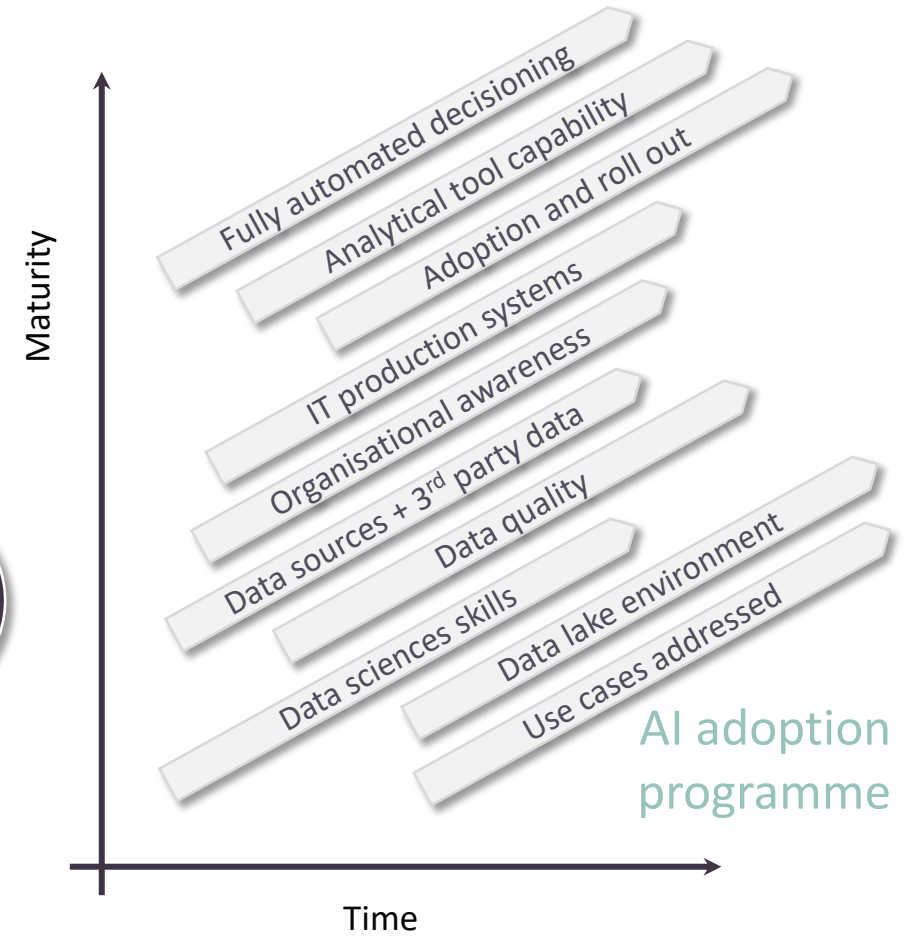 Maturity
Fully automated decisioning
Analytical tool capability
Adoption and roll out
IT production systems
Organisational awareness
Data sources + 3rd party data
Data quality
Data sciences skills
Data lake environment
Use cases addressed
AI adoption
programme
Time